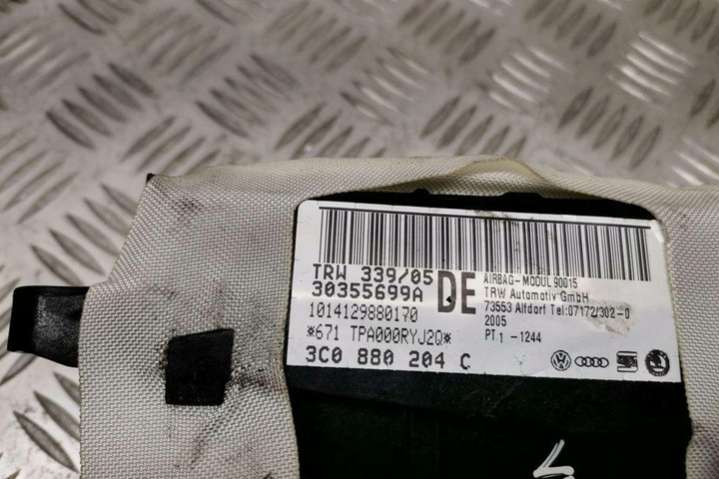 TRW 339/05
30355699A
DE
1014129880170
*671 TPA000RYJ2Q*
3C0 880 204 C
AIRBAG-MODUL 90015
TRW Automotiv GmbH
73553 Alfdorf Tel:07172/302-0
2005
PT1 -1244